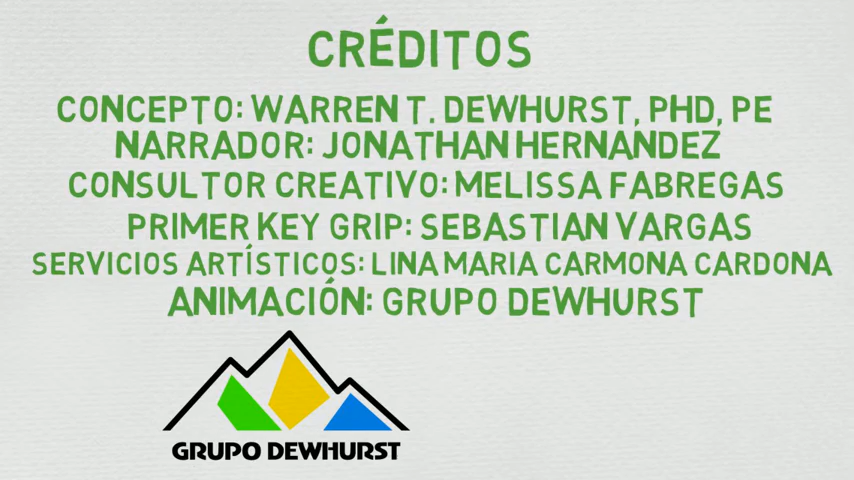 CRÉDITOS
CONCEPTO: WARREN T. DEWHURST, PHD, PE
NARRADOR: JONATHAN HERNANDEZ
CONSULTOR CREATIVO: MELISSA FABREGAS
PRIMER KEY GRIP: SEBASTIAN VARGAS
SERVICIOS ARTÍSTICOS: LINA MARIA CARMONA CARDONA
ANIMACIÓN: GRUPO DEWHURST
GRUPO DEWHURST